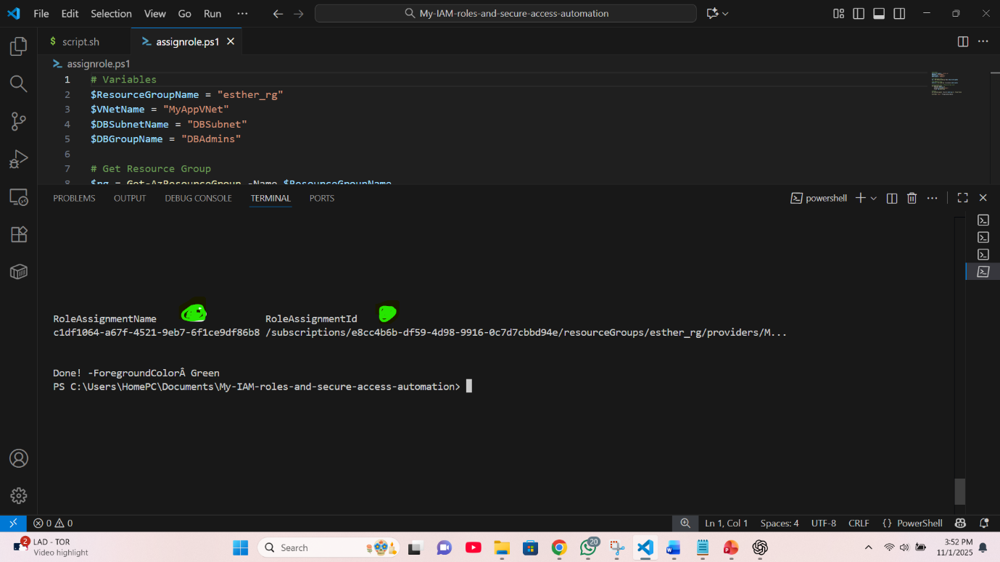 File Edit Selection View Go Run ··· My-IAM-roles-and-secure-access-automation
$ script.sh assignrole.ps1
assignrole.ps1
1 # Variables
2 $ResourceGroupName = "esther_rg"
3 $VNetName = "MyAppVNet"
4 $DBSubnetName = "DBSubnet"
5 $DBGroupName = "DBAdmins"
6
7 # Get Resource Group
8 $rg = Get-AzResourceGroup -Name $ResourceGroupName
PROBLEMS OUTPUT DEBUG CONSOLE TERMINAL PORTS powershell
RoleAssignmentName RoleAssignmentId
c1df1064-a67f-4521-9eb7-6f1ce9df86b8 /subscriptions/e8cc4b6b-df59-4d98-9916-0c7d7cbbd94e/resourceGroups/esther_rg/providers/M...
Done! -ForegroundColorÂ Green
PS C:\Users\HomePC\Documents\My-IAM-roles-and-secure-access-automation>
0 0 Ln 1, Col 1 Spaces: 4 UTF-8 CRLF {} PowerShell
2 LAD - TOR
Video highlight
Search
20
3:52 PM
11/1/2025